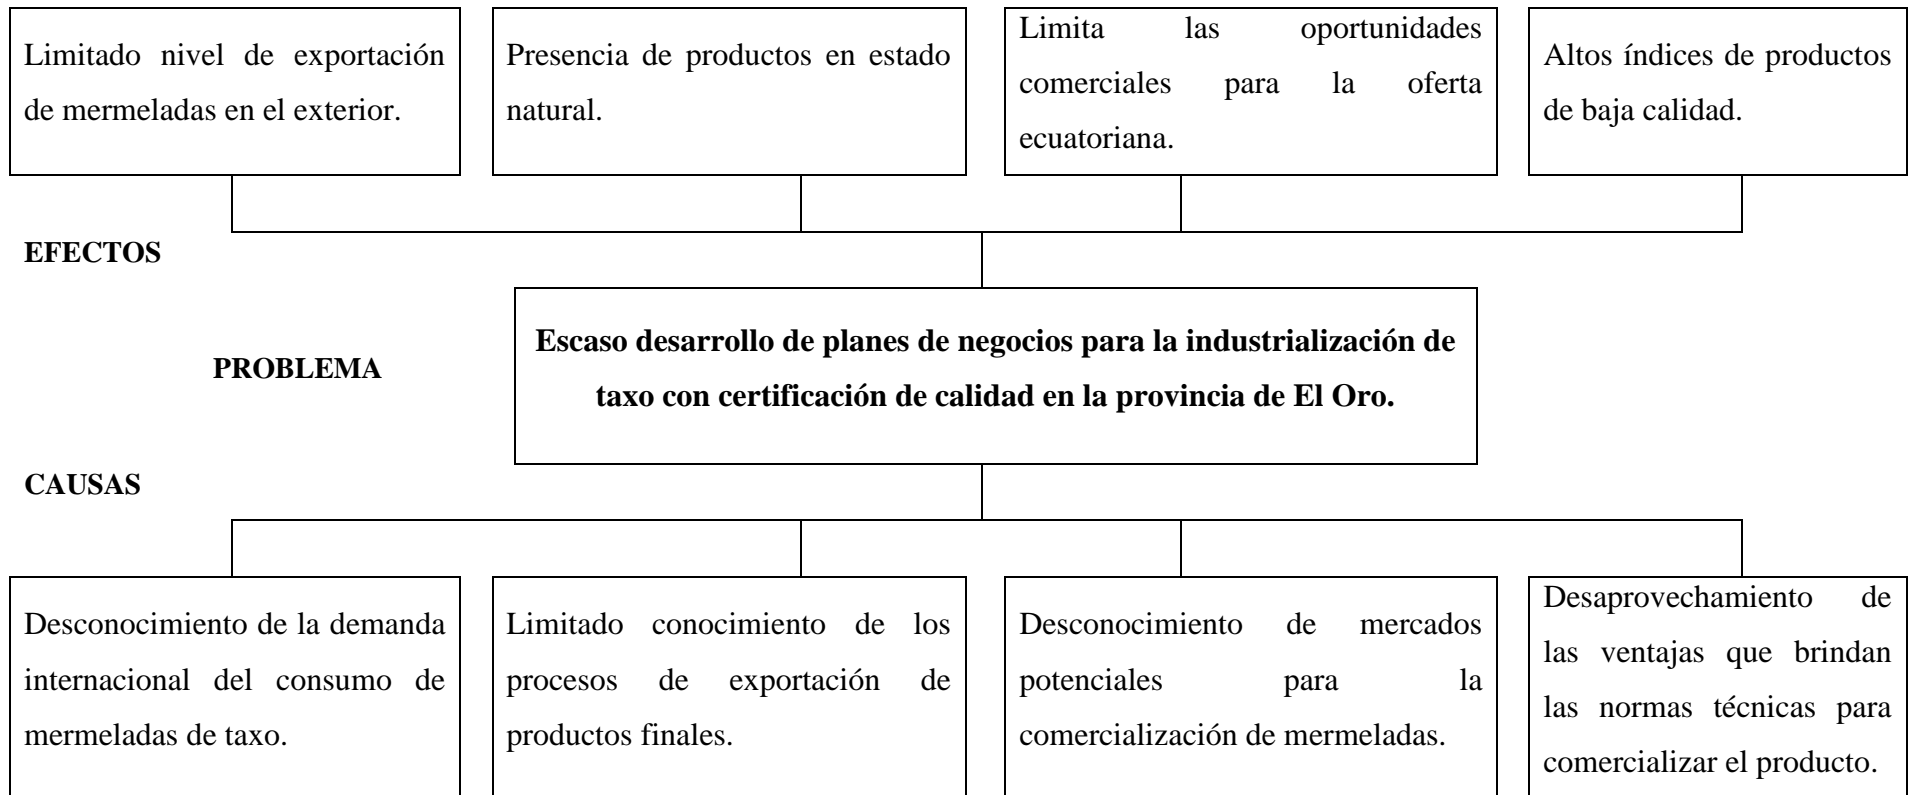 Limitado nivel de exportación
de mermeladas en el exterior.
Presencia de productos en estado
natural.
Limita las oportunidades
comerciales para la oferta
ecuatoriana.
Altos índices de productos
de baja calidad.
EFECTOS
PROBLEMA
Escaso desarrollo de planes de negocios para la industrialización de
taxo con certificación de calidad en la provincia de El Oro.
CAUSAS
Desconocimiento de la demanda
internacional del consumo de
mermeladas de taxo.
Limitado conocimiento de los
procesos de exportación de
productos finales.
Desconocimiento de mercados
potenciales para la
comercialización de mermeladas.
Desaprovechamiento de
las ventajas que brindan
las normas técnicas para
comercializar el producto.